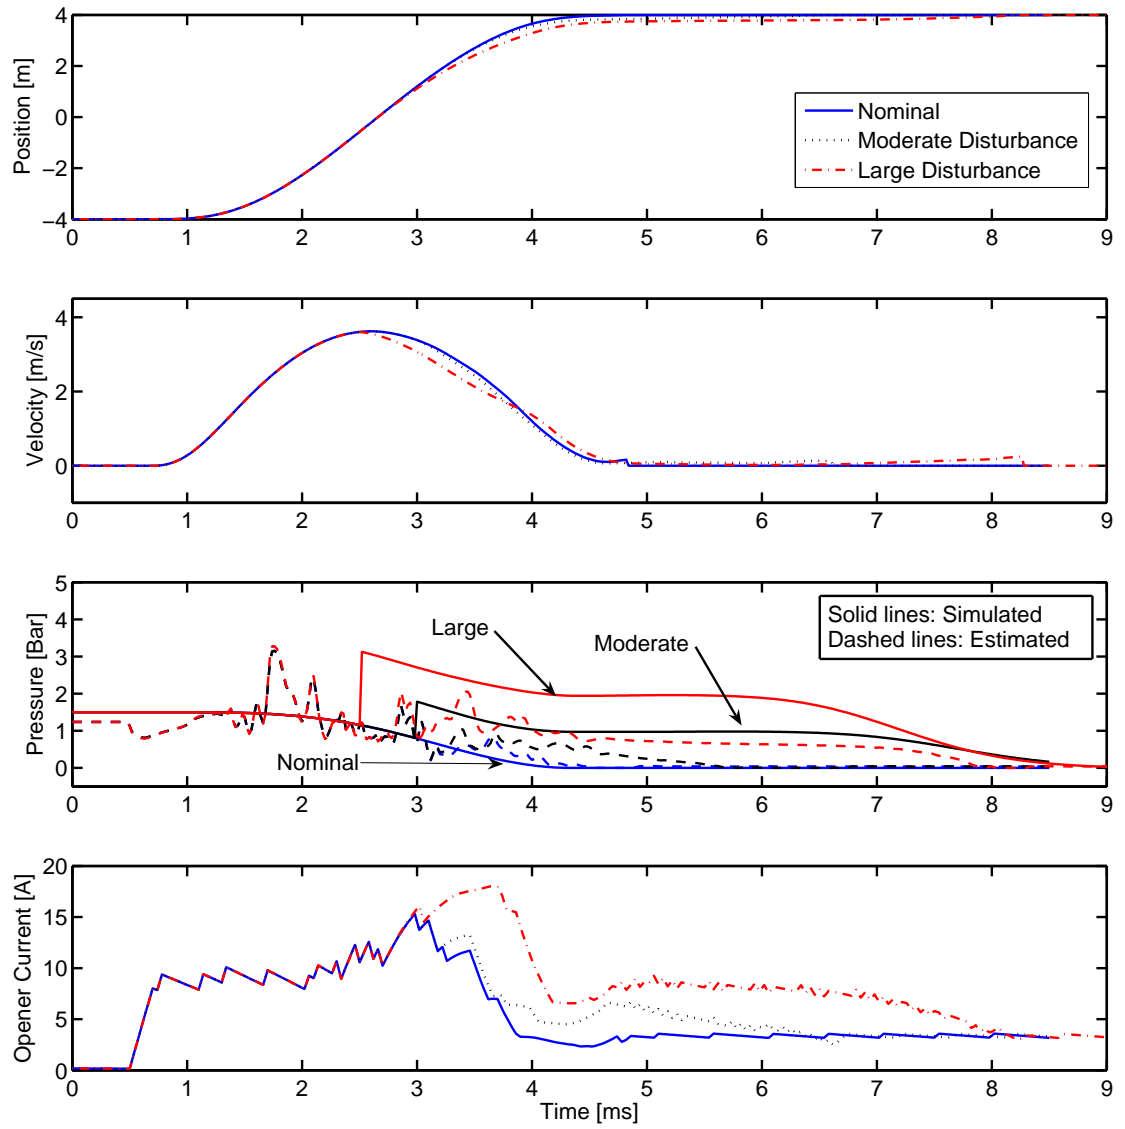 Position [m]
4
2
0
−2
−4
0 1 2 3 4 5 6 7 8 9
Nominal
Moderate Disturbance
Large Disturbance
Velocity [m/s]
4
2
0
0 1 2 3 4 5 6 7 8 9
Pressure [Bar]
5
4
3
2
1
0
0 1 2 3 4 5 6 7 8 9
Large
Moderate
Nominal
Solid lines: Simulated
Dashed lines: Estimated
Opener Current [A]
20
15
10
5
0
0 1 2 3 4 5 6 7 8 9
Time [ms]